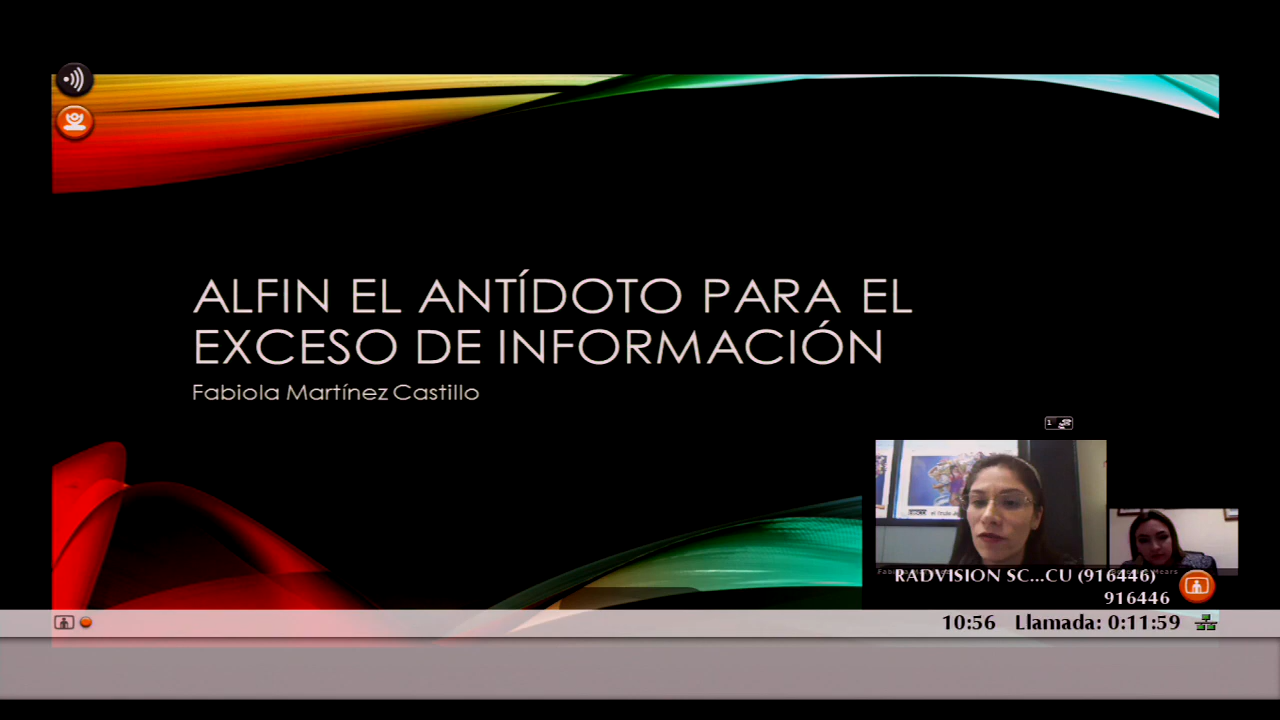 ALFIN EL ANTÍDOTO PARA EL
EXCESO DE INFORMACIÓN
Fabiola Martínez Castillo
1
RADVISION SC...CU (916446)
916446
10:56 Llamada: 0:11:59